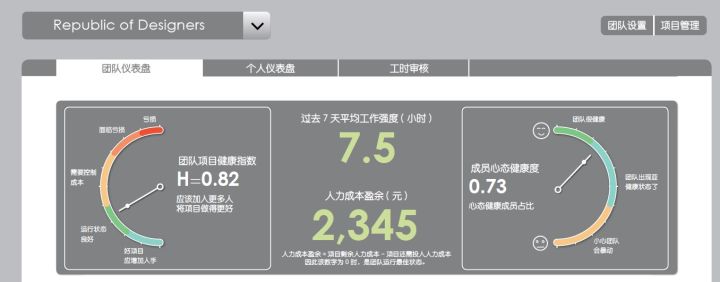 Republic of Designers
团队设置
项目管理
团队仪表盘
个人仪表盘
工时审核
亏损
面临亏损
需要控制
成本
运行状态
良好
好项目
应增加人手
团队项目健康指数
H=0.82
应该加入更多人
将项目做得更好
过去7天平均工作强度(小时)
7.5
人力成本盈余(元)
2,345
人力成本盈余=项目剩余人力成本-项目还需投入人力成本
因此该数字为0时,是团队运行最佳状态。
成员心态健康度
0.73
心态健康成员占比
团队很健康
团队出现亚
健康状态了
小心团队
会暴动